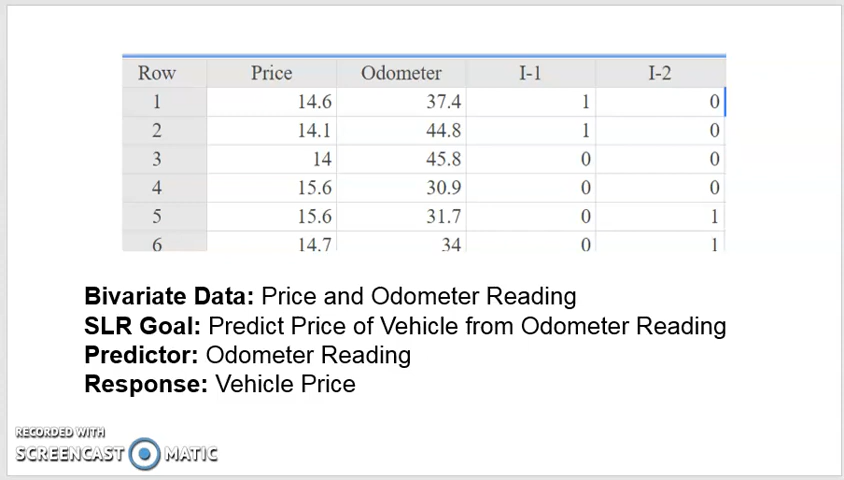 Row Price Odometer I-1 I-2
1 14.6 37.4 1 0
2 14.1 44.8 1 0
3 14 45.8 0 0
4 15.6 30.9 0 0
5 15.6 31.7 0 1
6 14.7 34 0 1
Bivariate Data: Price and Odometer Reading
SLR Goal: Predict Price of Vehicle from Odometer Reading
Predictor: Odometer Reading
Response: Vehicle Price
RECORDED WITH
SCREENCAST MATIC